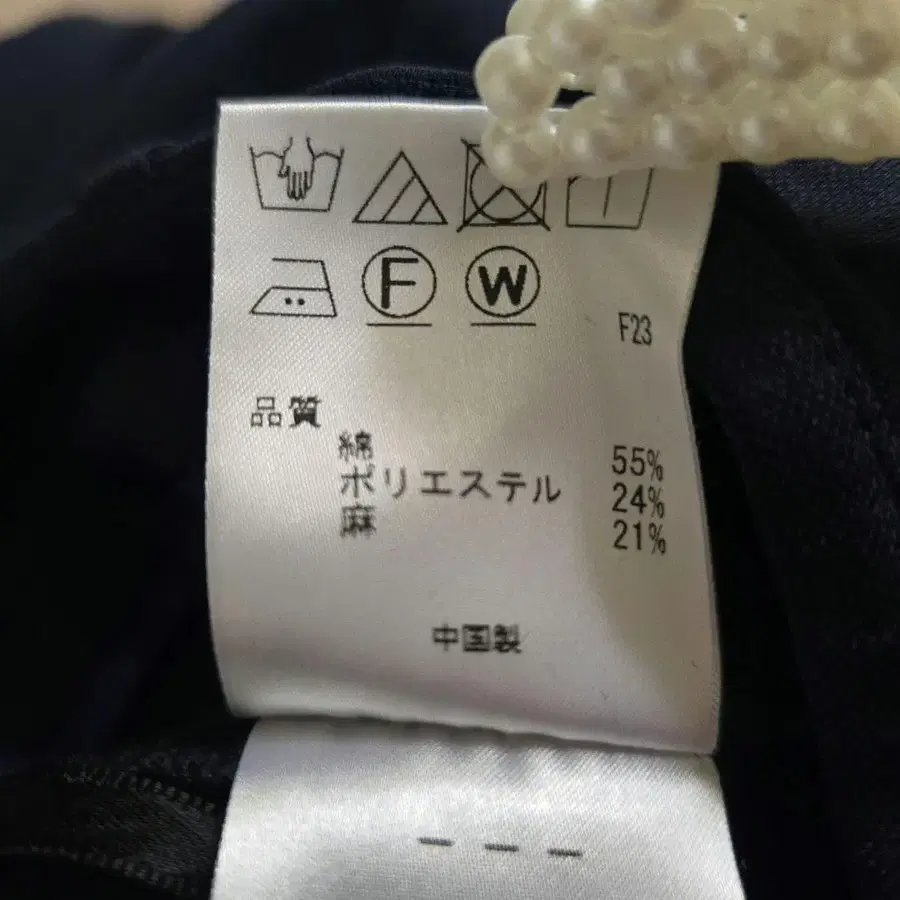 F W
F23
品質
綿 55%
ポリエステル 24%
麻 21%
中国製